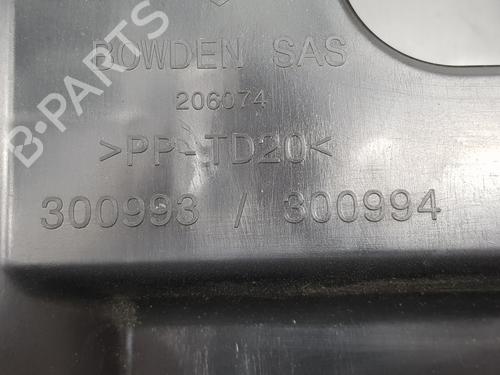 BOWDEN SAS
206074
>PP-TD20<
300993 / 300994
B-PARTS